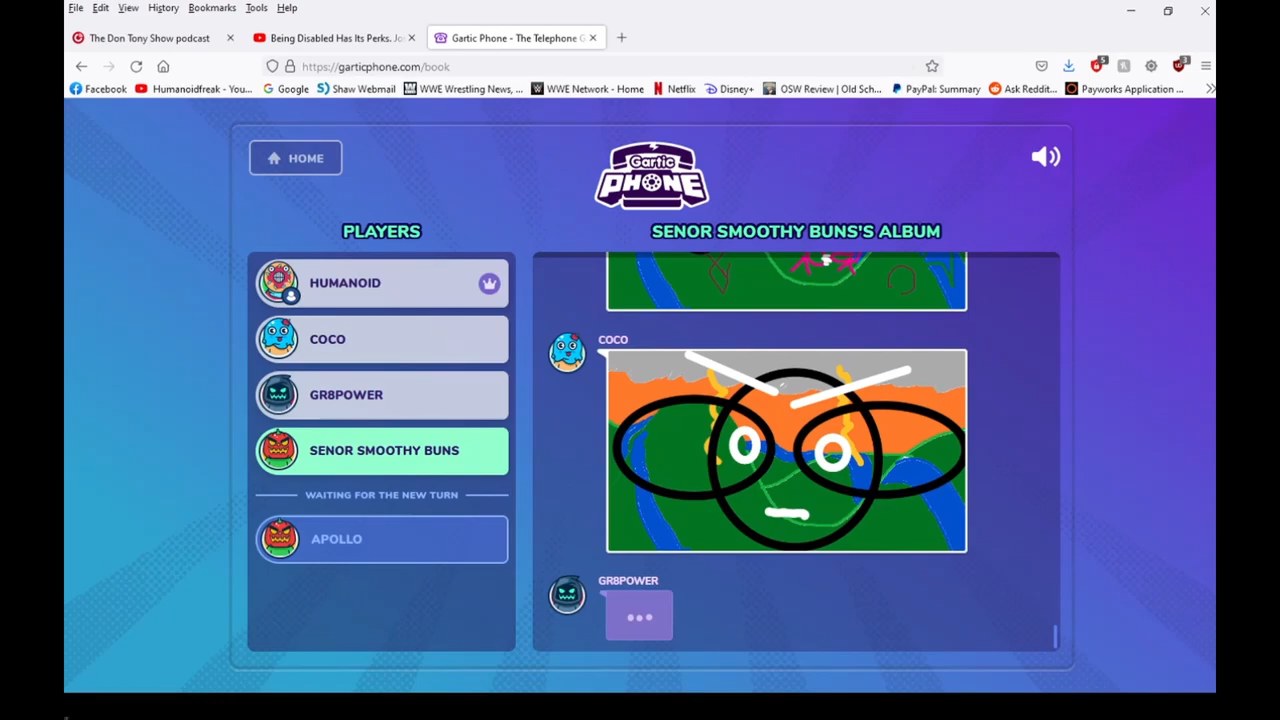 File Edit View History Bookmarks Tools Help
The Don Tony Show podcast
Being Disabled Has Its Perks. Jo
Gartic Phone - The Telephone G
https://garticphone.com/book
5
3
Facebook
Humanoidfreak - You...
Google
Shaw Webmail
WWE Wrestling News, ...
WWE Network - Home
Netflix
Disney+
OSW Review | Old Sch...
PayPal: Summary
Ask Reddit...
Payworks Application ...
HOME
Gartic
PHONE
PLAYERS
SENOR SMOOTHY BUNS'S ALBUM
HUMANOID
COCO
GR8POWER
SENOR SMOOTHY BUNS
WAITING FOR THE NEW TURN
APOLLO
COCO
GR8POWER